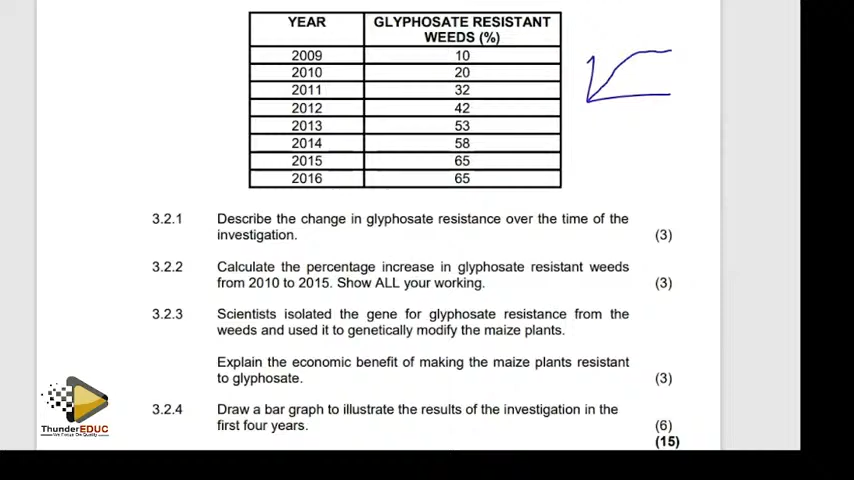 YEAR GLYPHOSATE RESISTANT
WEEDS (%)
2009 10
2010 20
2011 32
2012 42
2013 53
2014 58
2015 65
2016 65
3.2.1 Describe the change in glyphosate resistance over the time of the
investigation. (3)
3.2.2 Calculate the percentage increase in glyphosate resistant weeds
from 2010 to 2015. Show ALL your working. (3)
3.2.3 Scientists isolated the gene for glyphosate resistance from the
weeds and used it to genetically modify the maize plants.
Explain the economic benefit of making the maize plants resistant
to glyphosate. (3)
3.2.4 Draw a bar graph to illustrate the results of the investigation in the
first four years. (6)
(15)
ThunderEDUC
We Focus On Quality